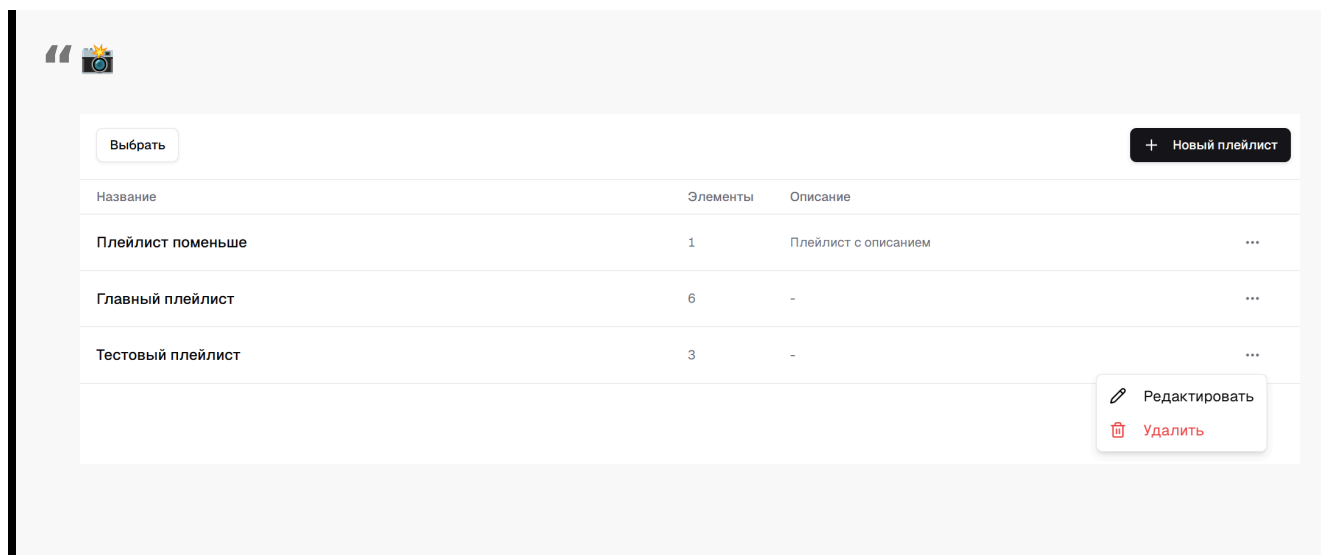 “ 📸
Выбрать
+ Новый плейлист
Название Элементы Описание
Плейлист поменьше 1 Плейлист с описанием ...
Главный плейлист 6 - ...
Тестовый плейлист 3 - ...
Редактировать
Удалить